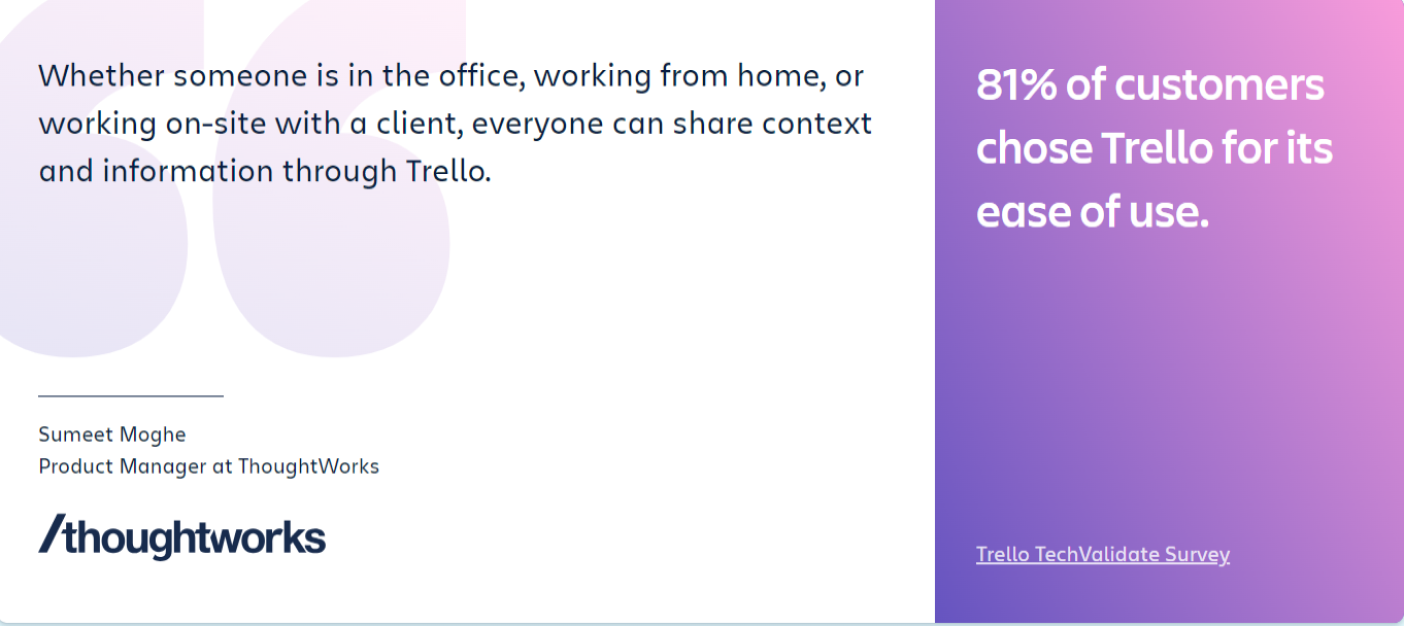 Whether someone is in the office, working from home, or
working on-site with a client, everyone can share context
and information through Trello.
Sumeet Moghe
Product Manager at ThoughtWorks
/thoughtworks
81% of customers
chose Trello for its
ease of use.
Trello TechValidate Survey